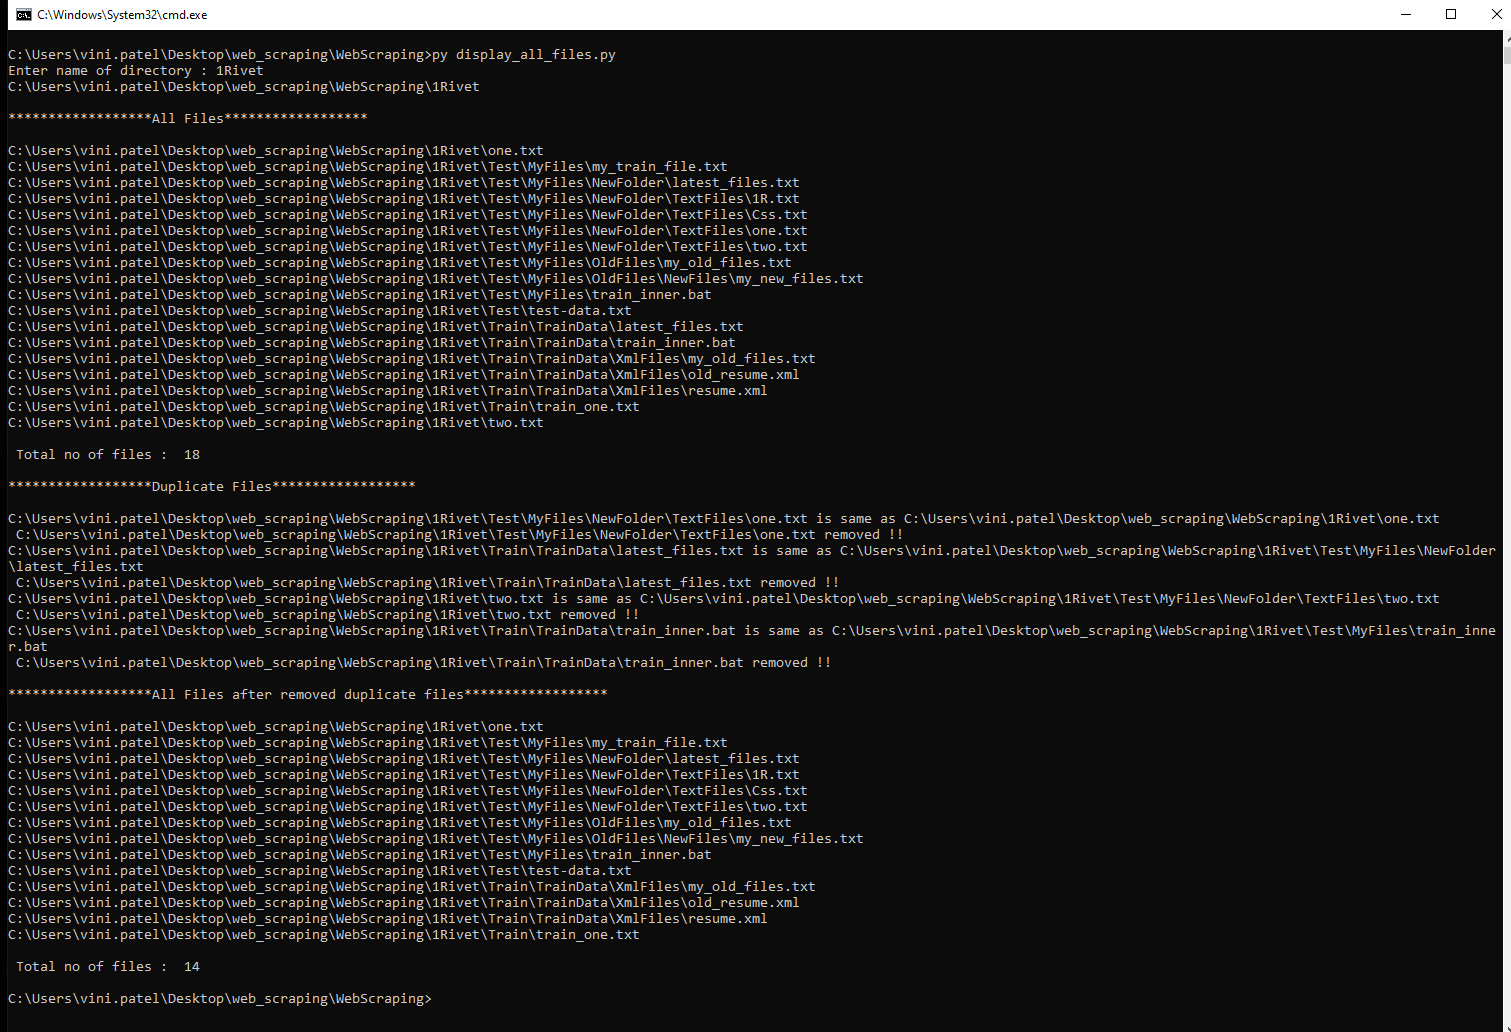 C:\Windows\System32\cmd.exe
C:\Users\vini.patel\Desktop\web_scraping\WebScraping>py display_all_files.py
Enter name of directory : 1Rivet
C:\Users\vini.patel\Desktop\web_scraping\WebScraping\1Rivet
******************All Files******************
C:\Users\vini.patel\Desktop\web_scraping\WebScraping\1Rivet\one.txt
C:\Users\vini.patel\Desktop\web_scraping\WebScraping\1Rivet\Test\MyFiles\my_train_file.txt
C:\Users\vini.patel\Desktop\web_scraping\WebScraping\1Rivet\Test\MyFiles\NewFolder\latest_files.txt
C:\Users\vini.patel\Desktop\web_scraping\WebScraping\1Rivet\Test\MyFiles\NewFolder\TextFiles\1R.txt
C:\Users\vini.patel\Desktop\web_scraping\WebScraping\1Rivet\Test\MyFiles\NewFolder\TextFiles\Css.txt
C:\Users\vini.patel\Desktop\web_scraping\WebScraping\1Rivet\Test\MyFiles\NewFolder\TextFiles\one.txt
C:\Users\vini.patel\Desktop\web_scraping\WebScraping\1Rivet\Test\MyFiles\NewFolder\TextFiles\two.txt
C:\Users\vini.patel\Desktop\web_scraping\WebScraping\1Rivet\Test\MyFiles\OldFiles\my_old_files.txt
C:\Users\vini.patel\Desktop\web_scraping\WebScraping\1Rivet\Test\MyFiles\OldFiles\NewFiles\my_new_files.txt
C:\Users\vini.patel\Desktop\web_scraping\WebScraping\1Rivet\Test\MyFiles\train_inner.bat
C:\Users\vini.patel\Desktop\web_scraping\WebScraping\1Rivet\Test\test-data.txt
C:\Users\vini.patel\Desktop\web_scraping\WebScraping\1Rivet\Train\TrainData\latest_files.txt
C:\Users\vini.patel\Desktop\web_scraping\WebScraping\1Rivet\Train\TrainData\train_inner.bat
C:\Users\vini.patel\Desktop\web_scraping\WebScraping\1Rivet\Train\TrainData\XmlFiles\my_old_files.txt
C:\Users\vini.patel\Desktop\web_scraping\WebScraping\1Rivet\Train\TrainData\XmlFiles\old_resume.xml
C:\Users\vini.patel\Desktop\web_scraping\WebScraping\1Rivet\Train\TrainData\XmlFiles\resume.xml
C:\Users\vini.patel\Desktop\web_scraping\WebScraping\1Rivet\Train\train_one.txt
C:\Users\vini.patel\Desktop\web_scraping\WebScraping\1Rivet\two.txt
Total no of files :  18
******************Duplicate Files******************
C:\Users\vini.patel\Desktop\web_scraping\WebScraping\1Rivet\Test\MyFiles\NewFolder\TextFiles\one.txt is same as C:\Users\vini.patel\Desktop\web_scraping\WebScraping\1Rivet\one.txt
C:\Users\vini.patel\Desktop\web_scraping\WebScraping\1Rivet\Test\MyFiles\NewFolder\TextFiles\one.txt removed !!
C:\Users\vini.patel\Desktop\web_scraping\WebScraping\1Rivet\Train\TrainData\latest_files.txt is same as C:\Users\vini.patel\Desktop\web_scraping\WebScraping\1Rivet\Test\MyFiles\NewFolder
\latest_files.txt
C:\Users\vini.patel\Desktop\web_scraping\WebScraping\1Rivet\Train\TrainData\latest_files.txt removed !!
C:\Users\vini.patel\Desktop\web_scraping\WebScraping\1Rivet\two.txt is same as C:\Users\vini.patel\Desktop\web_scraping\WebScraping\1Rivet\Test\MyFiles\NewFolder\TextFiles\two.txt
C:\Users\vini.patel\Desktop\web_scraping\WebScraping\1Rivet\two.txt removed !!
C:\Users\vini.patel\Desktop\web_scraping\WebScraping\1Rivet\Train\TrainData\train_inner.bat is same as C:\Users\vini.patel\Desktop\web_scraping\WebScraping\1Rivet\Test\MyFiles\train_inne
r.bat
C:\Users\vini.patel\Desktop\web_scraping\WebScraping\1Rivet\Train\TrainData\train_inner.bat removed !!
******************All Files after removed duplicate files******************
C:\Users\vini.patel\Desktop\web_scraping\WebScraping\1Rivet\one.txt
C:\Users\vini.patel\Desktop\web_scraping\WebScraping\1Rivet\Test\MyFiles\my_train_file.txt
C:\Users\vini.patel\Desktop\web_scraping\WebScraping\1Rivet\Test\MyFiles\NewFolder\latest_files.txt
C:\Users\vini.patel\Desktop\web_scraping\WebScraping\1Rivet\Test\MyFiles\NewFolder\TextFiles\1R.txt
C:\Users\vini.patel\Desktop\web_scraping\WebScraping\1Rivet\Test\MyFiles\NewFolder\TextFiles\Css.txt
C:\Users\vini.patel\Desktop\web_scraping\WebScraping\1Rivet\Test\MyFiles\NewFolder\TextFiles\two.txt
C:\Users\vini.patel\Desktop\web_scraping\WebScraping\1Rivet\Test\MyFiles\OldFiles\my_old_files.txt
C:\Users\vini.patel\Desktop\web_scraping\WebScraping\1Rivet\Test\MyFiles\OldFiles\NewFiles\my_new_files.txt
C:\Users\vini.patel\Desktop\web_scraping\WebScraping\1Rivet\Test\MyFiles\train_inner.bat
C:\Users\vini.patel\Desktop\web_scraping\WebScraping\1Rivet\Test\test-data.txt
C:\Users\vini.patel\Desktop\web_scraping\WebScraping\1Rivet\Train\TrainData\XmlFiles\my_old_files.txt
C:\Users\vini.patel\Desktop\web_scraping\WebScraping\1Rivet\Train\TrainData\XmlFiles\old_resume.xml
C:\Users\vini.patel\Desktop\web_scraping\WebScraping\1Rivet\Train\TrainData\XmlFiles\resume.xml
C:\Users\vini.patel\Desktop\web_scraping\WebScraping\1Rivet\Train\train_one.txt
Total no of files :  14
C:\Users\vini.patel\Desktop\web_scraping\WebScraping>